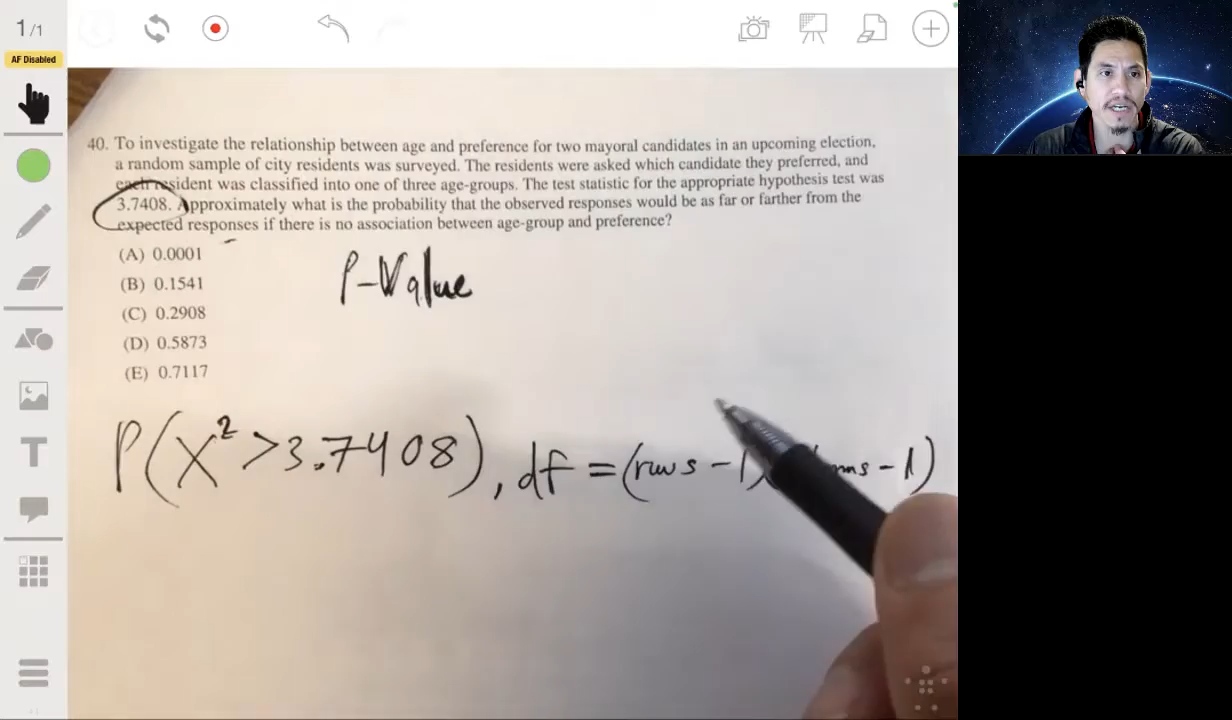 1/1
AF Disabled
T
40. To investigate the relationship between age and preference for two mayoral candidates in an upcoming election,
a random sample of city residents was surveyed. The residents were asked which candidate they preferred, and
each resident was classified into one of three age-groups. The test statistic for the appropriate hypothesis test was
3.7408. Approximately what is the probability that the observed responses would be as far or farther from the
expected responses if there is no association between age-group and preference?
(A) 0.0001
(B) 0.1541
(C) 0.2908
(D) 0.5873
(E) 0.7117
P-Value
P(X² > 3.7408), df = (rows - 1) - 1)